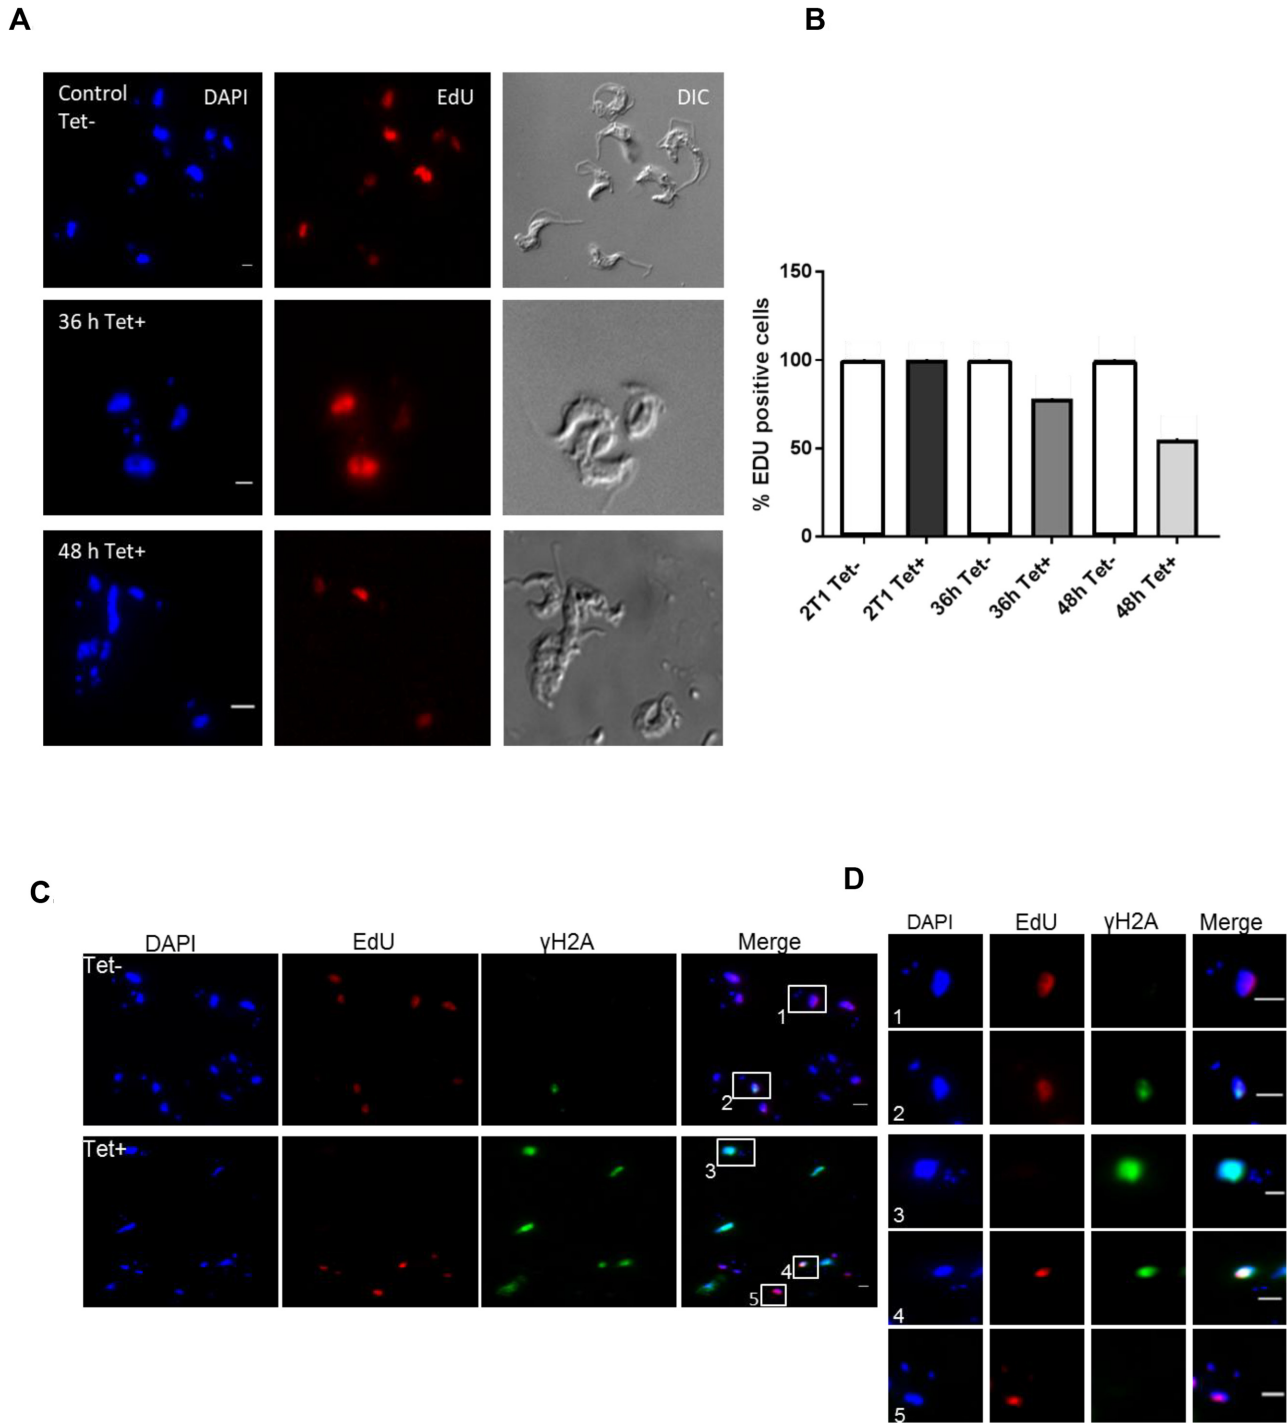 A
B
Control
Tet-
DAPI
EdU
DIC
36 h Tet+
48 h Tet+
150
100
50
0
% EDU positive cells
2T1 Tet-
2T1 Tet+
36h Tet-
36h Tet+
48h Tet-
48h Tet+
C
D
DAPI
EdU
γH2A
Merge
Tet-
1
2
Tet+
3
4
5
DAPI
EdU
γH2A
Merge
1
2
3
4
5